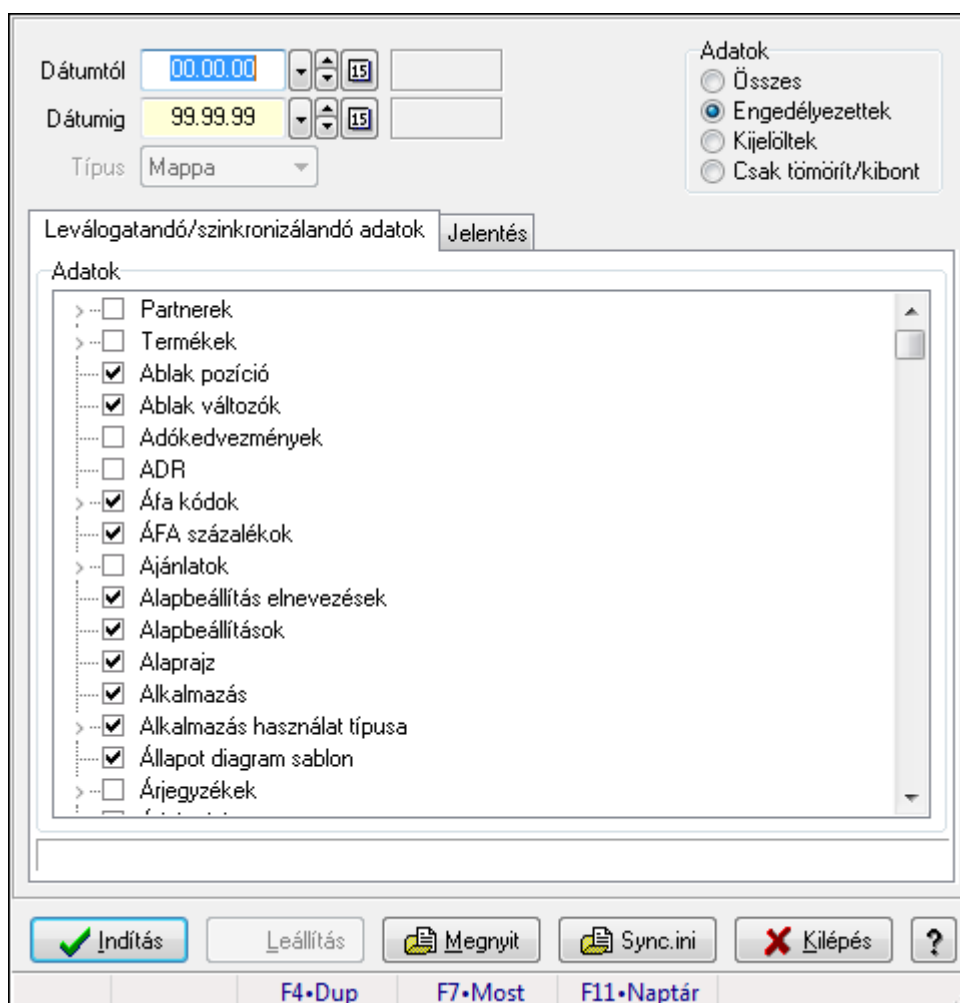 Dátumtól 00.00.00 15
Dátumig 99.99.99 15
Típus Mappa
Adatok
Összes
Engedélyezettek
Kijelöltek
Csak tömörít/kibont
Leválogatandó/szinkronizálandó adatok Jelentés
Adatok
Partnerek
Termékek
Ablak pozíció
Ablak változók
Adókedvezmények
ADR
Áfa kódok
ÁFA százalékok
Ajánlatok
Alapbeállítás elnevezések
Alapbeállítások
Alaprajz
Alkalmazás
Alkalmazás használat típusa
Állapot diagram sablon
Árjegyzékek
Indítás Leállítás Megnyit Sync.ini Kilépés ?
F4•Dup F7•Most F11•Naptár